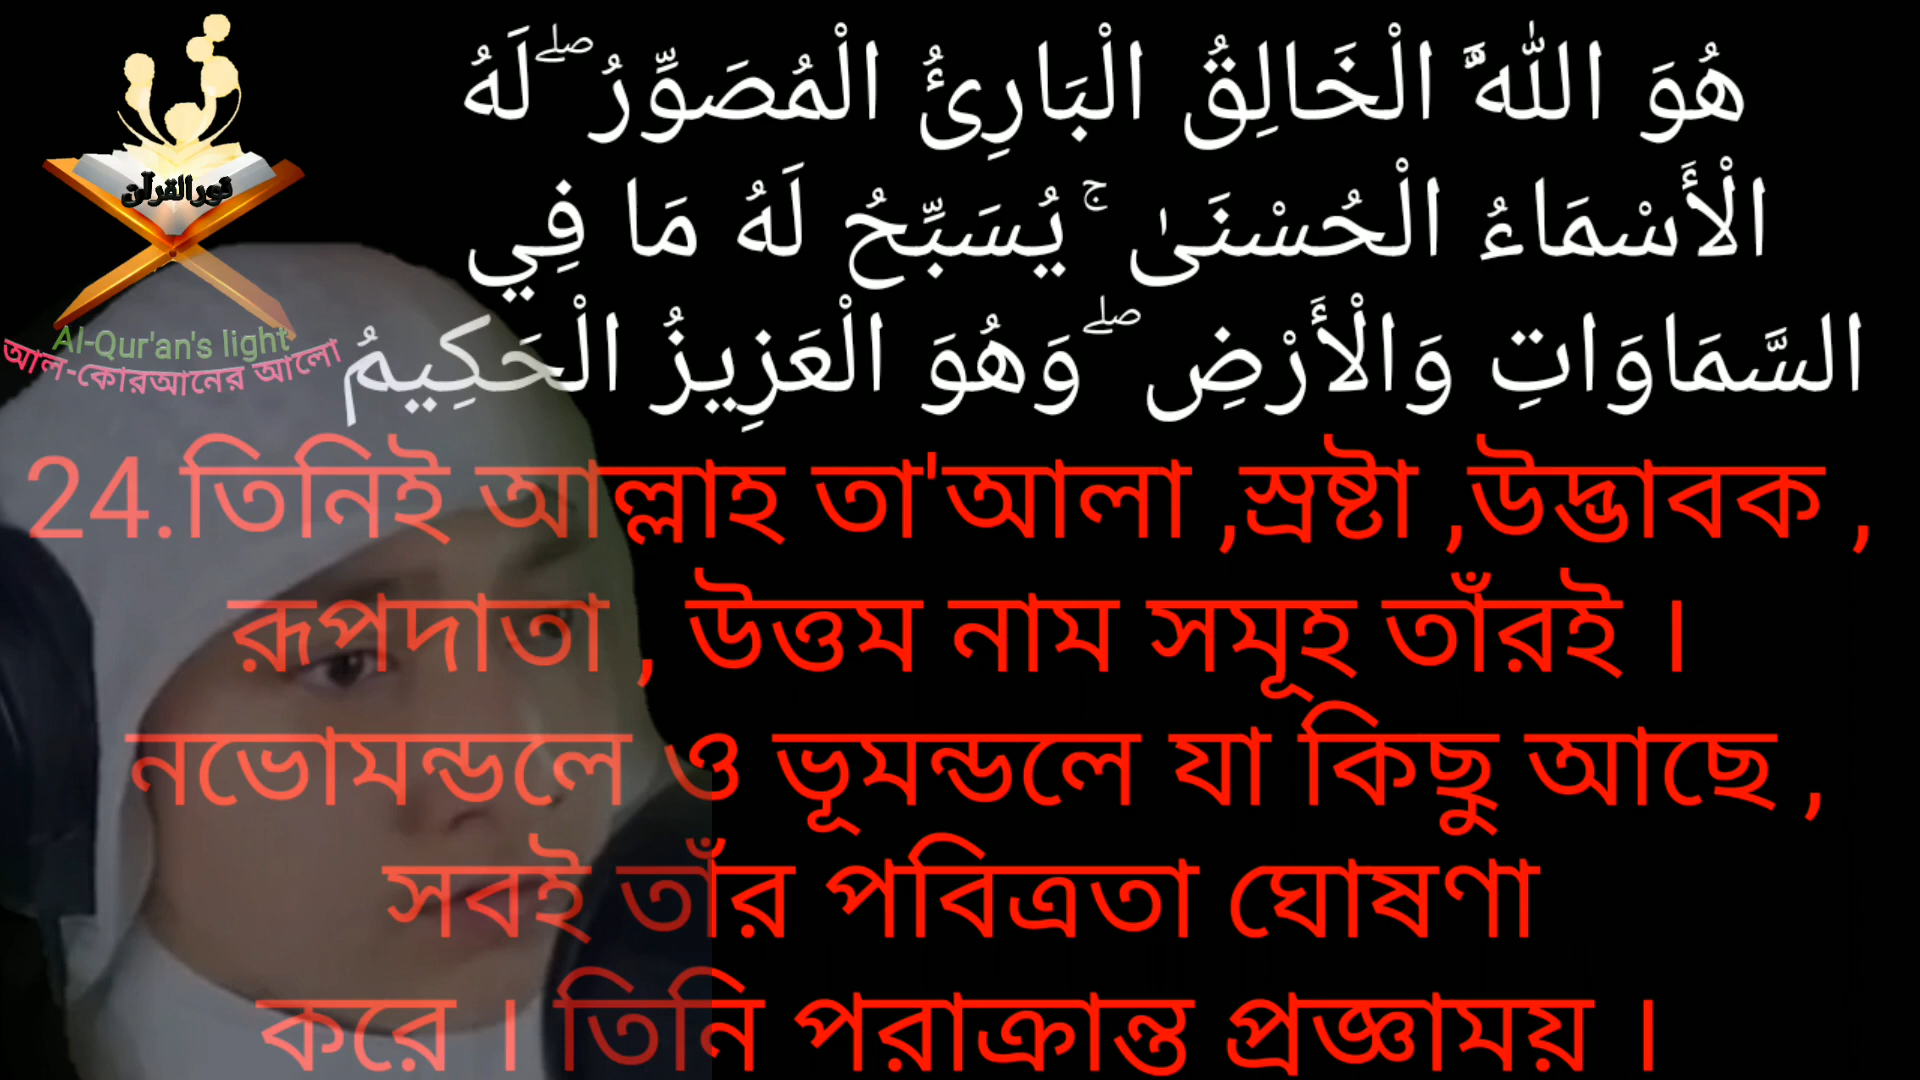 نورالقرآن
Al-Qur'an's light
আল-কোরআনের আলো
هُوَ اللَّهُ الْخَالِقُ الْبَارِئُ الْمُصَوِّرُ ۖ لَهُ
الْأَسْمَاءُ الْحُسْنَىٰ ۚ يُسَبِّحُ لَهُ مَا فِي
السَّمَاوَاتِ وَالْأَرْضِ ۖ وَهُوَ الْعَزِيزُ الْحَكِيمُ
24.তিনিই আল্লাহ তা'আলা ,স্রষ্টা ,উদ্ভাবক ,
রূপদাতা , উত্তম নাম সমূহ তাঁরই ।
নভোমন্ডলে ও ভূমন্ডলে যা কিছু আছে ,
সবই তাঁর পবিত্রতা ঘোষণা
করে । তিনি পরাক্রান্ত প্রজ্ঞাময় ।